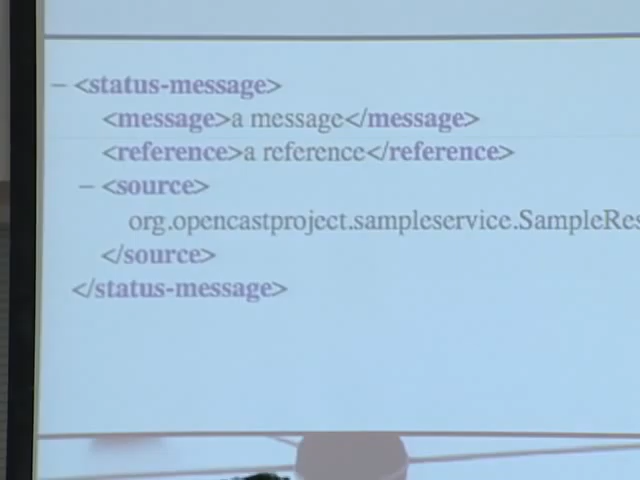 – <status-message>
<message>a message</message>
<reference>a reference</reference>
– <source>
org.opencastproject.sampleservice.SampleRes
</source>
</status-message>